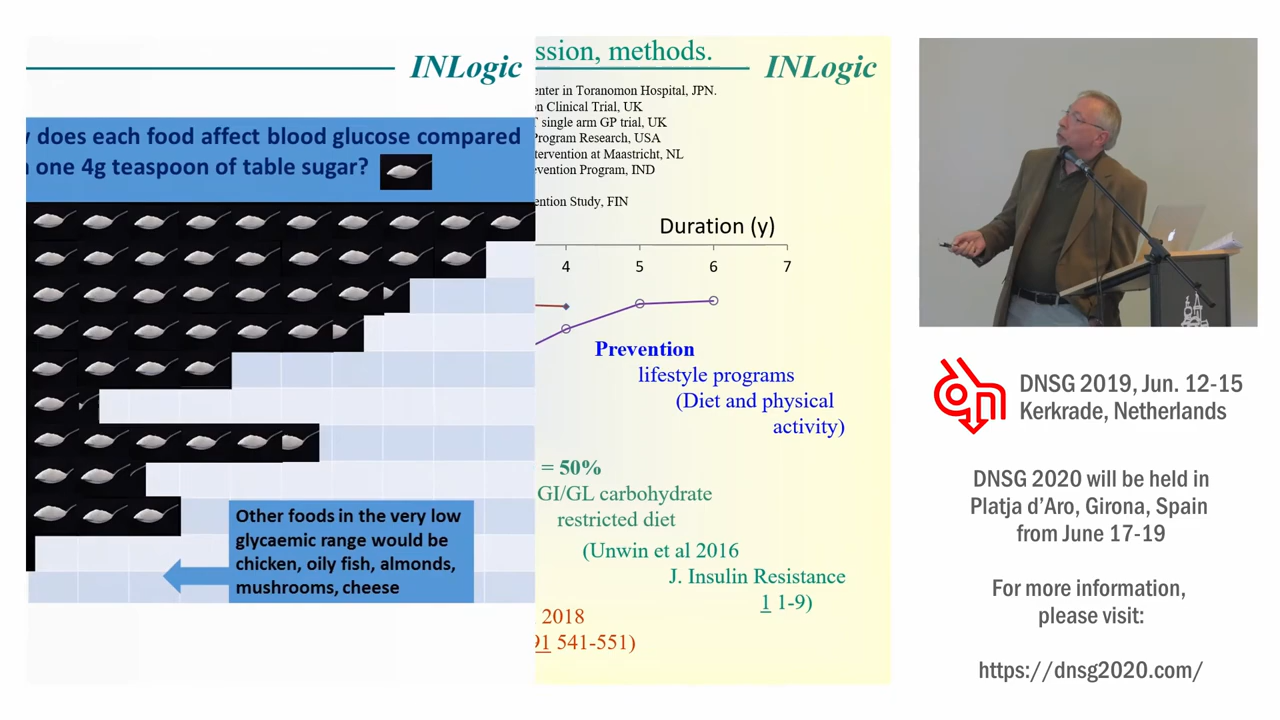 INLogic
y does each food affect blood glucose compared
one 4g teaspoon of table sugar?
Other foods in the very low
glycaemic range would be
chicken, oily fish, almonds,
mushrooms, cheese
ssion, methods.
INLogic
enter in Toranomon Hospital, JPN.
on Clinical Trial, UK
T single arm GP trial, UK
Program Research, USA
tervention at Maastricht, NL
evention Program, IND
ention Study, FIN
Duration (y)
4 5 6 7
Prevention
lifestyle programs
(Diet and physical
activity)
= 50%
GI/GL carbohydrate
restricted diet
(Unwin et al 2016
J. Insulin Resistance
1 1-9)
2018
91 541-551)
DNSG 2019, Jun. 12-15
Kerkrade, Netherlands
DNSG 2020 will be held in
Platja d’Aro, Girona, Spain
from June 17-19
For more information,
please visit:
https://dnsg2020.com/